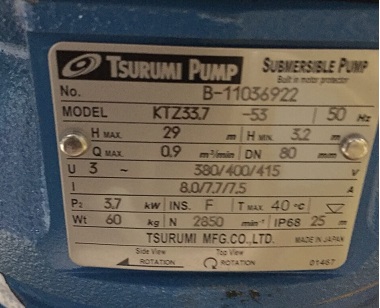 TSURUMI PUMP SUBMERSIBLE PUMP
Built in motor protector
No. B-11036922
MODEL KTZ33.7 -53 50 Hz
H MAX. 29 m H MIN. 3.2 m
Q MAX. 0.9 m³/min DN 80 mm
U 3 ~ 380/400/415 V
I 8.0/7.7/7.5 A
P₂ 3.7 kW INS. F T MAX. 40 °C
Wt 60 kg N 2850 min⁻¹ IP68 25 m
TSURUMI MFG.CO.,LTD. MADE IN JAPAN
Side View Top View
ROTATION ROTATION 01467